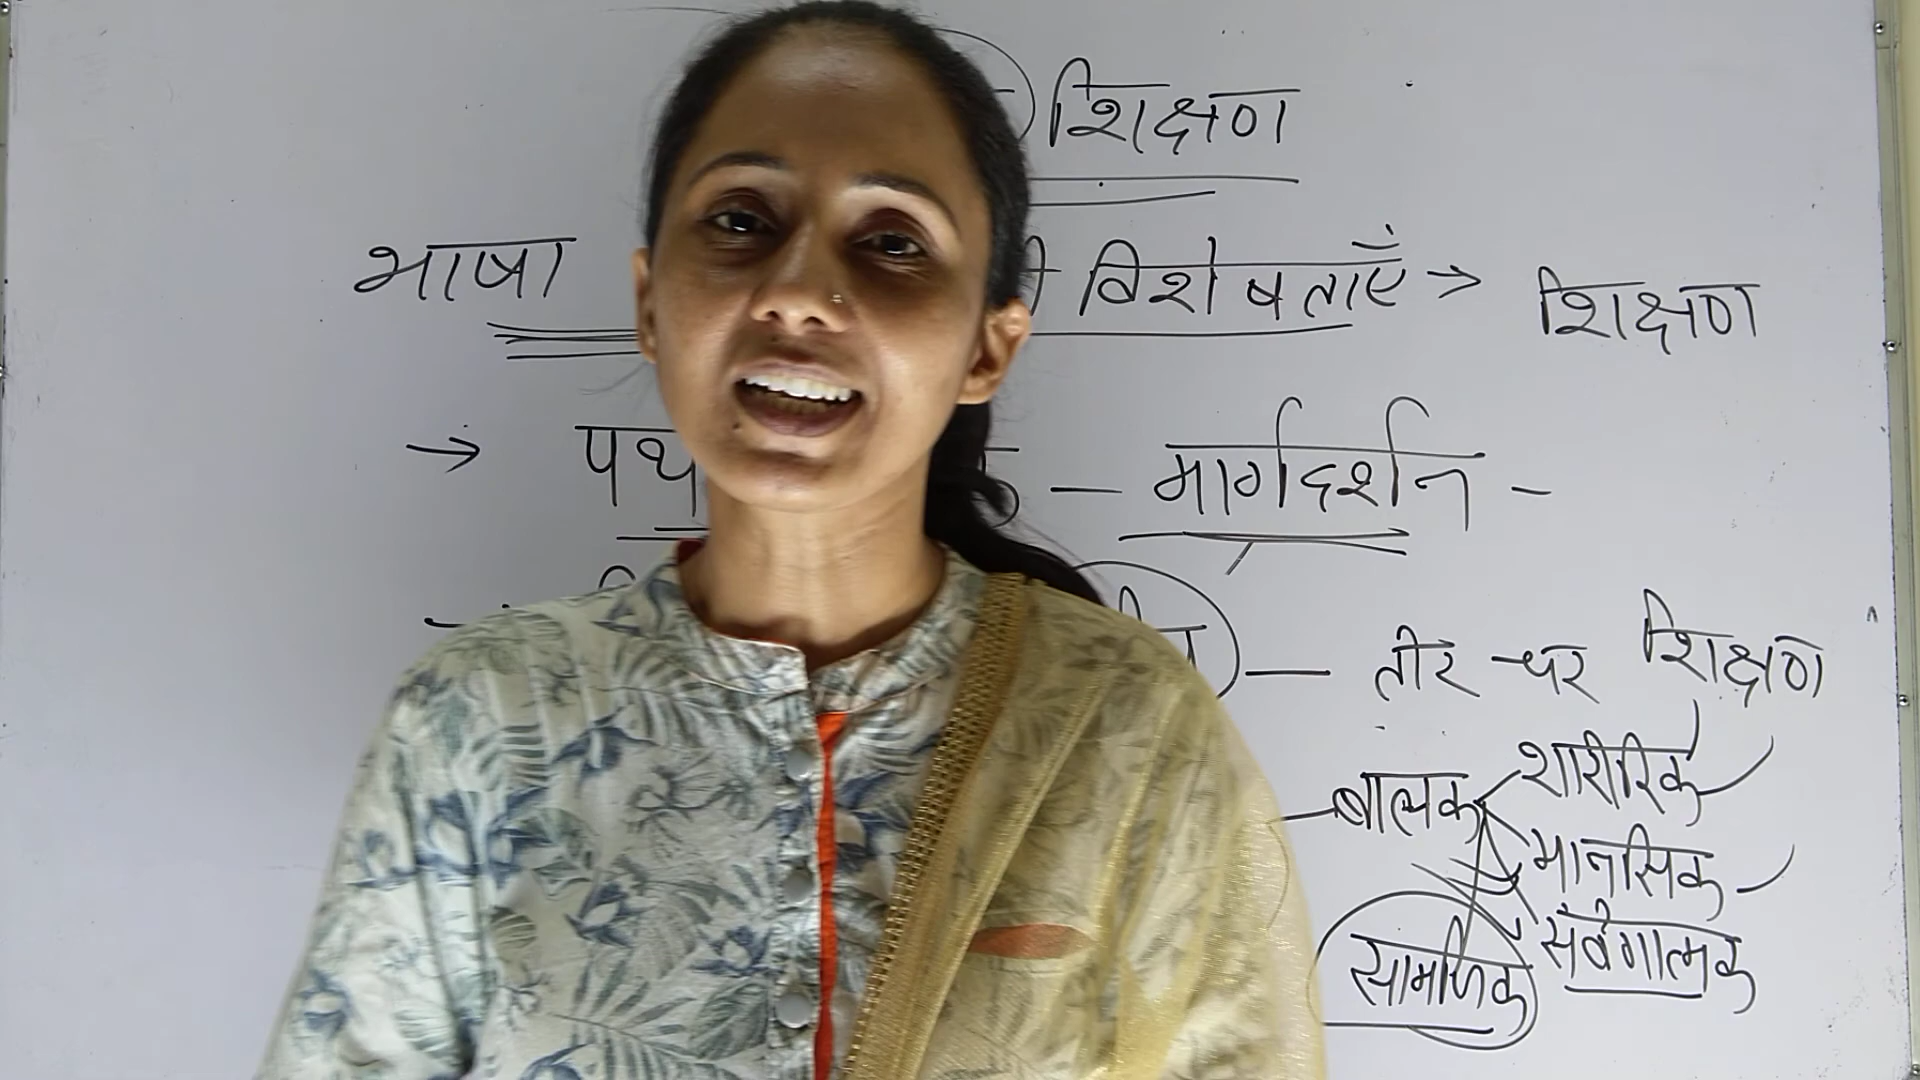 शिक्षण
भाषा विशेषताएँ → शिक्षण
→ पथ — मार्गदर्शन -
— तौर पर शिक्षण
बालक शारीरिक
मानसिक
सामाजिक संवेगात्मक